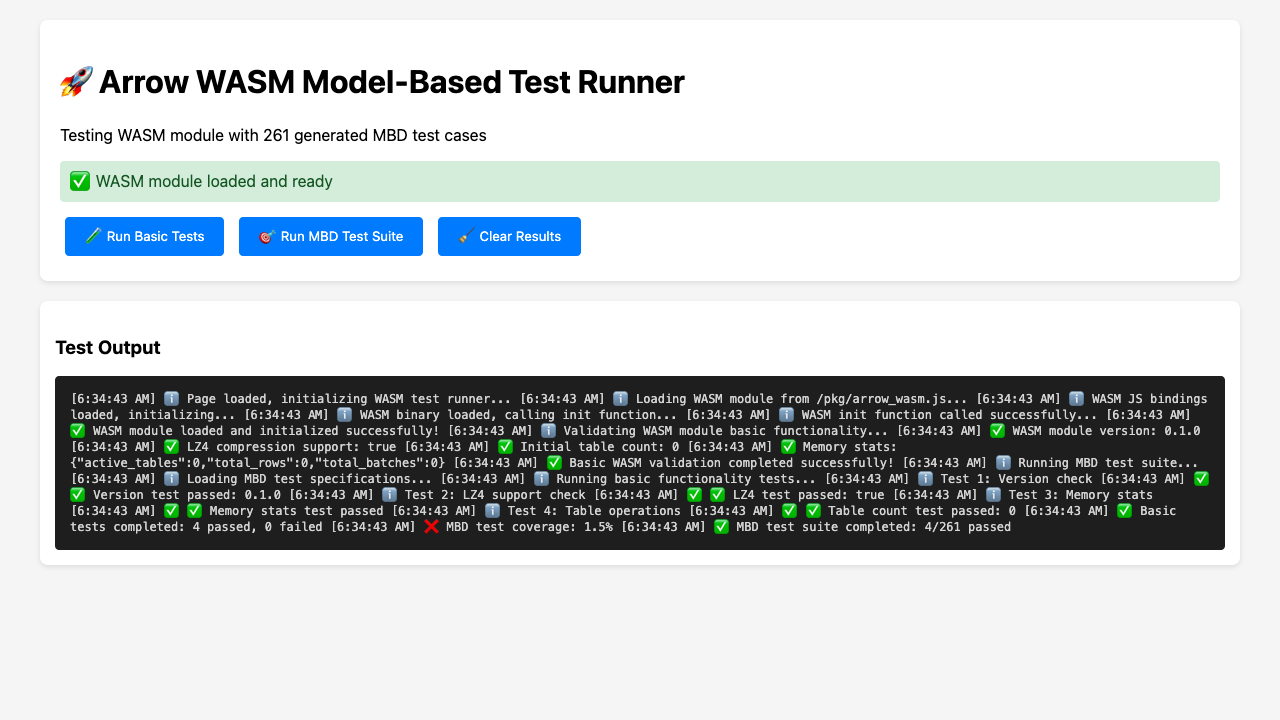 🚀 Arrow WASM Model-Based Test Runner
Testing WASM module with 261 generated MBD test cases
✅ WASM module loaded and ready
🧪 Run Basic Tests
🎯 Run MBD Test Suite
🧹 Clear Results
Test Output
[6:34:43 AM] ℹ️ Page loaded, initializing WASM test runner... [6:34:43 AM] ℹ️ Loading WASM module from /pkg/arrow_wasm.js... [6:34:43 AM] ℹ️ WASM JS bindings
loaded, initializing... [6:34:43 AM] ℹ️ WASM binary loaded, calling init function... [6:34:43 AM] ℹ️ WASM init function called successfully... [6:34:43 AM]
✅ WASM module loaded and initialized successfully! [6:34:43 AM] ℹ️ Validating WASM module basic functionality... [6:34:43 AM] ✅ WASM module version: 0.1.0
[6:34:43 AM] ✅ LZ4 compression support: true [6:34:43 AM] ✅ Initial table count: 0 [6:34:43 AM] ✅ Memory stats:
{"active_tables":0,"total_rows":0,"total_batches":0} [6:34:43 AM] ✅ Basic WASM validation completed successfully! [6:34:43 AM] ℹ️ Running MBD test suite...
[6:34:43 AM] ℹ️ Loading MBD test specifications... [6:34:43 AM] ℹ️ Running basic functionality tests... [6:34:43 AM] ℹ️ Test 1: Version check [6:34:43 AM] ✅
✅ Version test passed: 0.1.0 [6:34:43 AM] ℹ️ Test 2: LZ4 support check [6:34:43 AM] ✅ ✅ LZ4 test passed: true [6:34:43 AM] ℹ️ Test 3: Memory stats
[6:34:43 AM] ✅ ✅ Memory stats test passed [6:34:43 AM] ℹ️ Test 4: Table operations [6:34:43 AM] ✅ ✅ Table count test passed: 0 [6:34:43 AM] ✅ Basic
tests completed: 4 passed, 0 failed [6:34:43 AM] ❌ MBD test coverage: 1.5% [6:34:43 AM] ✅ MBD test suite completed: 4/261 passed